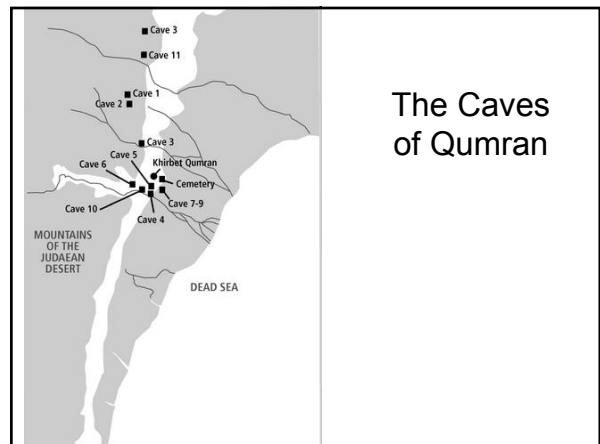 Cave 3
Cave 11
Cave 1
Cave 2
Cave 3
Cave 5
Khirbet Qumran
Cave 6
Cemetery
Cave 10
Cave 7-9
Cave 4
MOUNTAINS
OF THE
JUDAEAN
DESERT
DEAD SEA
The Caves
of Qumran